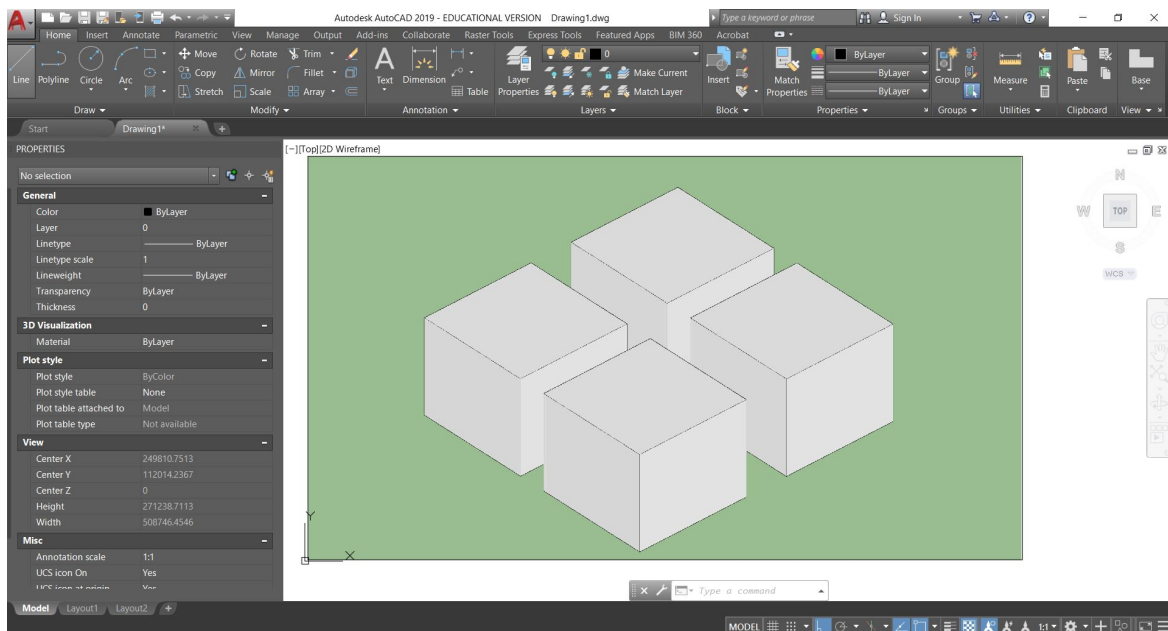 Autodesk AutoCAD 2019 - EDUCATIONAL VERSION Drawing1.dwg Type a keyword or phrase Sign In
Home Insert Annotate Parametric View Manage Output Add-ins Collaborate Raster Tools Express Tools Featured Apps BIM 360 Acrobat
Line Polyline Circle Arc
Move Rotate Trim
Copy Mirror Fillet
Stretch Scale Array
Text Dimension
Table
Layer Properties
0
Make Current
Match Layer
Insert
Match Properties
ByLayer
ByLayer
ByLayer
Group
Measure
Paste
Base
Draw Modify Annotation Layers Block Properties Groups Utilities Clipboard View
Start Drawing1*
PROPERTIES
No selection
General
Color ByLayer
Layer 0
Linetype ByLayer
Linetype scale 1
Lineweight ByLayer
Transparency ByLayer
Thickness 0
3D Visualization
Material ByLayer
Plot style
Plot style ByColor
Plot style table None
Plot table attached to Model
Plot table type Not available
View
Center X 249810.7513
Center Y 112014.2367
Center Z 0
Height 271238.7113
Width 508746.4546
Misc
Annotation scale 1:1
UCS icon On Yes
UCS icon at origin Yes
[−][Top][2D Wireframe]
N
W TOP E
S
WCS
Y
X
Type a command
Model Layout1 Layout2
MODEL 1:1